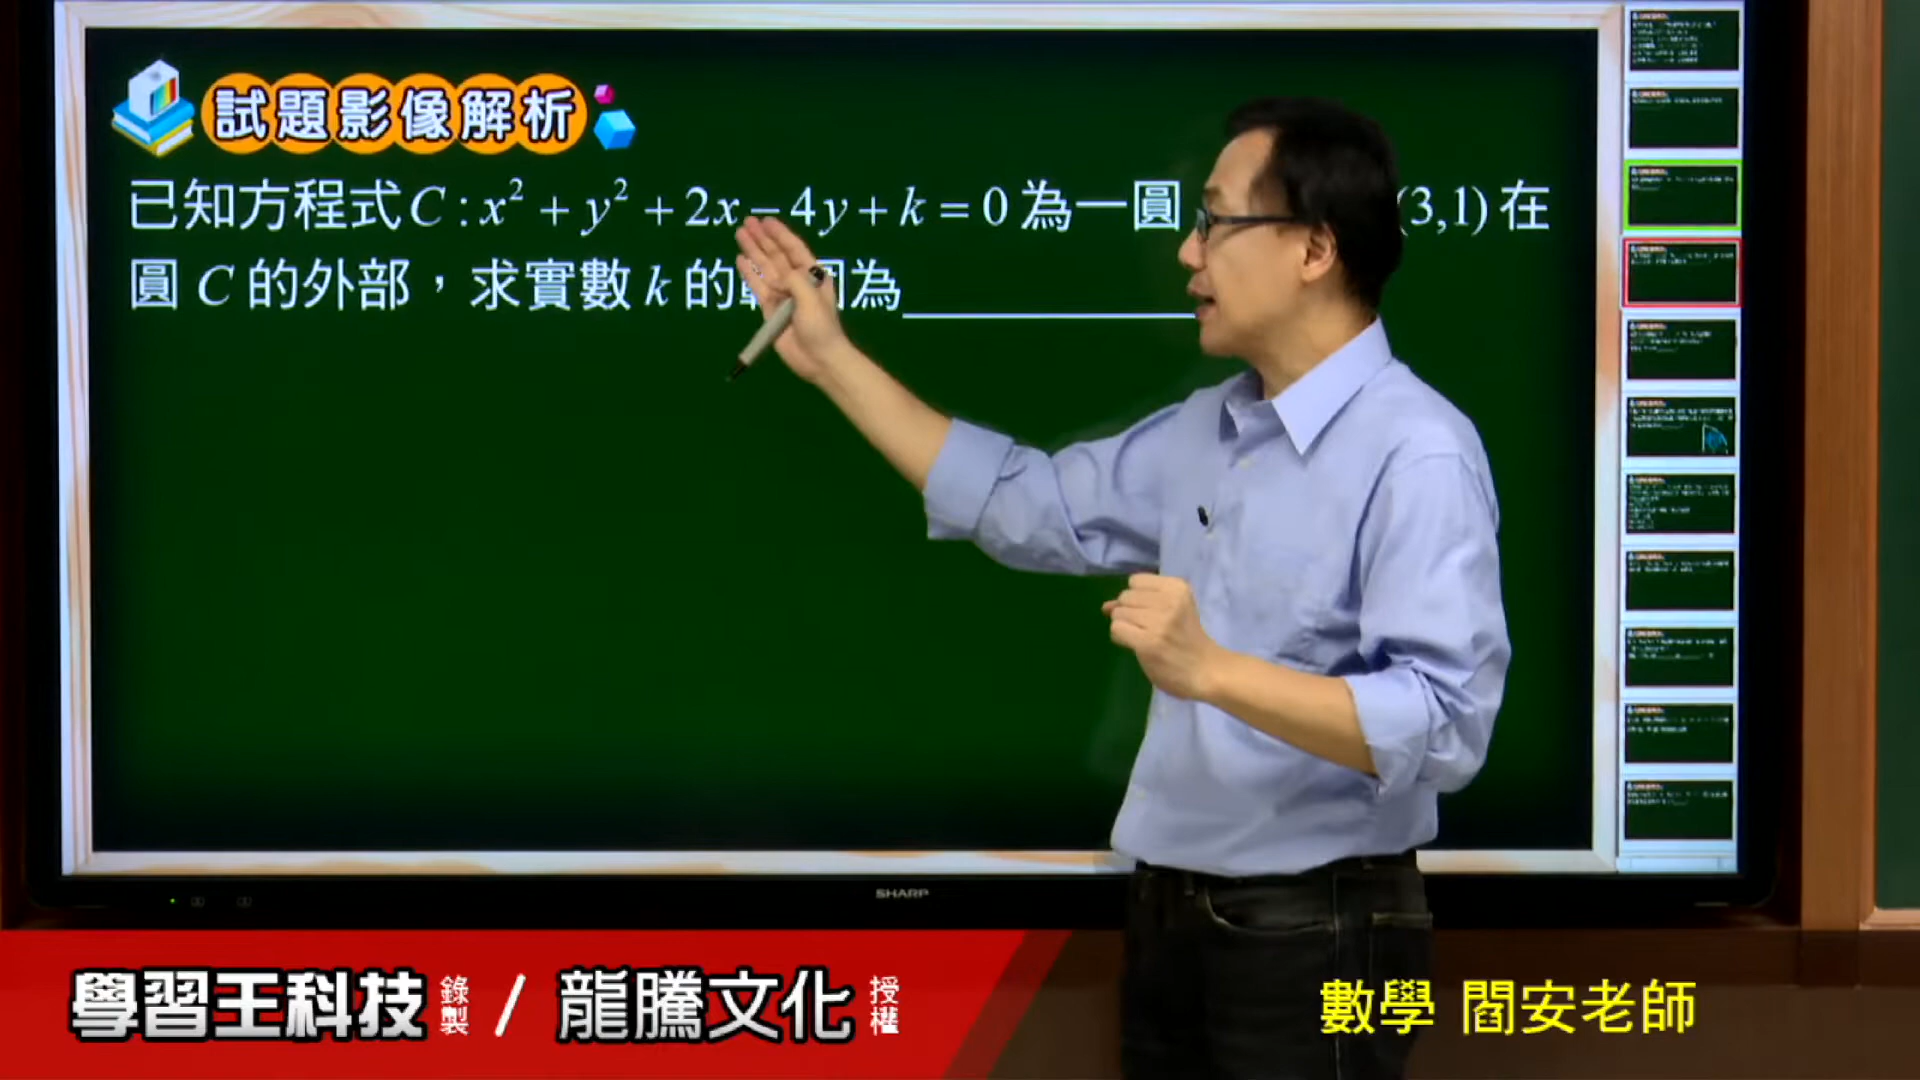 試題影像解析
已知方程式 C : x² + y² + 2x − 4y + k = 0 為一圓 (3,1) 在
圓 C 的外部，求實數 k 的 為
SHARP
學習王科技 錄製 / 龍騰文化 授權
數學 閻安老師